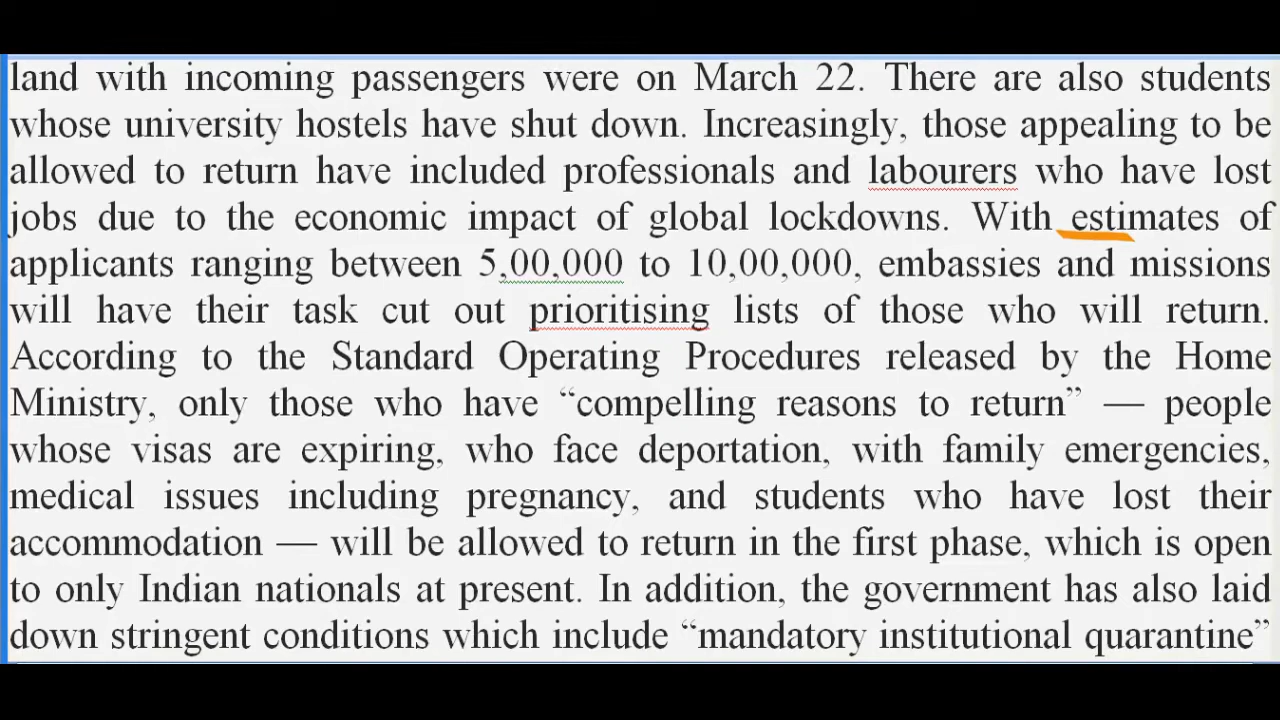 land with incoming passengers were on March 22. There are also students
whose university hostels have shut down. Increasingly, those appealing to be
allowed to return have included professionals and labourers who have lost
jobs due to the economic impact of global lockdowns. With estimates of
applicants ranging between 5,00,000 to 10,00,000, embassies and missions
will have their task cut out prioritising lists of those who will return.
According to the Standard Operating Procedures released by the Home
Ministry, only those who have “compelling reasons to return” — people
whose visas are expiring, who face deportation, with family emergencies,
medical issues including pregnancy, and students who have lost their
accommodation — will be allowed to return in the first phase, which is open
to only Indian nationals at present. In addition, the government has also laid
down stringent conditions which include “mandatory institutional quarantine”